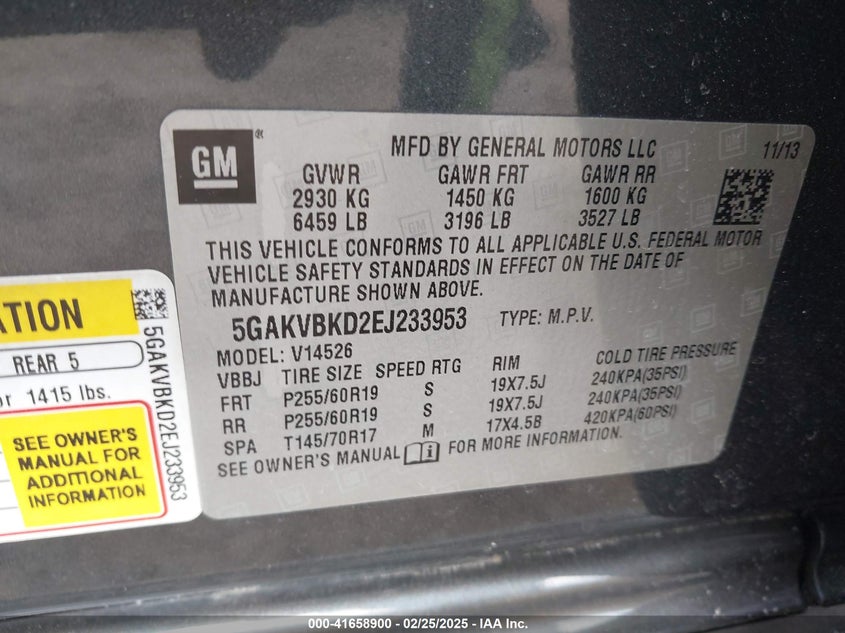 GM
MFD BY GENERAL MOTORS LLC 11/13
GVWR GAWR FRT GAWR RR
2930 KG 1450 KG 1600 KG
6459 LB 3196 LB 3527 LB
THIS VEHICLE CONFORMS TO ALL APPLICABLE U.S. FEDERAL MOTOR
VEHICLE SAFETY STANDARDS IN EFFECT ON THE DATE OF
MANUFACTURE SHOWN ABOVE.
5GAKVBKD2EJ233953 TYPE: M.P.V.
MODEL: V14526
VBBJ TIRE SIZE SPEED RTG RIM COLD TIRE PRESSURE
FRT P255/60R19 S 19X7.5J 240KPA(35PSI)
RR P255/60R19 S 19X7.5J 240KPA(35PSI)
SPA T145/70R17 M 17X4.5B 420KPA(60PSI)
SEE OWNER'S MANUAL FOR MORE INFORMATION.
ATION
REAR 5
or 1415 lbs.
SEE OWNER'S
MANUAL FOR
ADDITIONAL
INFORMATION
5GAKVBKD2EJ233953
000-41658900 - 02/25/2025 - IAA Inc.